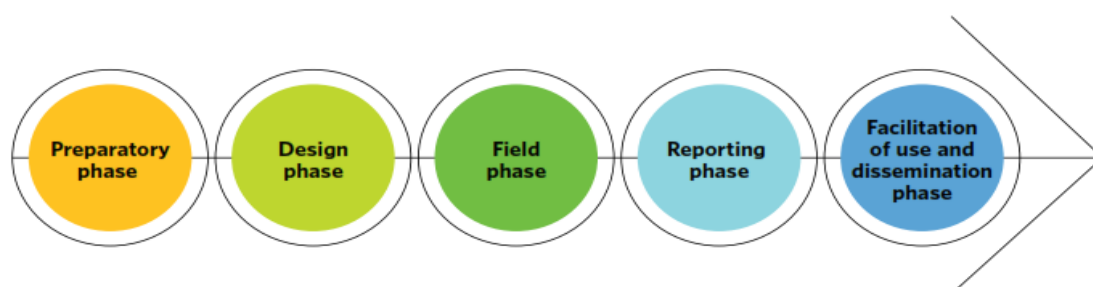 Preparatory
phase
Design
phase
Field
phase
Reporting
phase
Facilitation
of use and
dissemination
phase